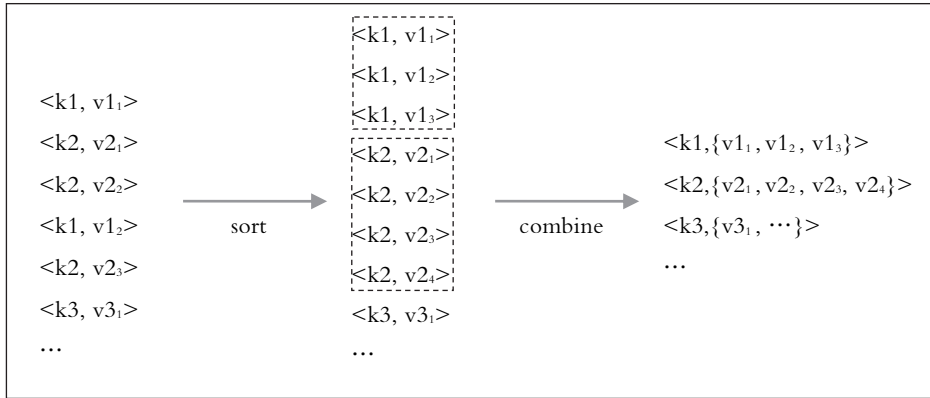 <k1, v1₁>
<k2, v2₁>
<k2, v2₂>
<k1, v1₂>
<k2, v2₃>
<k3, v3₁>
…
sort
<k1, v1₁>
<k1, v1₂>
<k1, v1₃>
<k2, v2₁>
<k2, v2₂>
<k2, v2₃>
<k2, v2₄>
<k3, v3₁>
…
combine
<k1,{v1₁ ,v1₂ , v1₃}>
<k2,{v2₁ ,v2₂ , v2₃, v2₄}>
<k3,{v3₁ , …}>
…